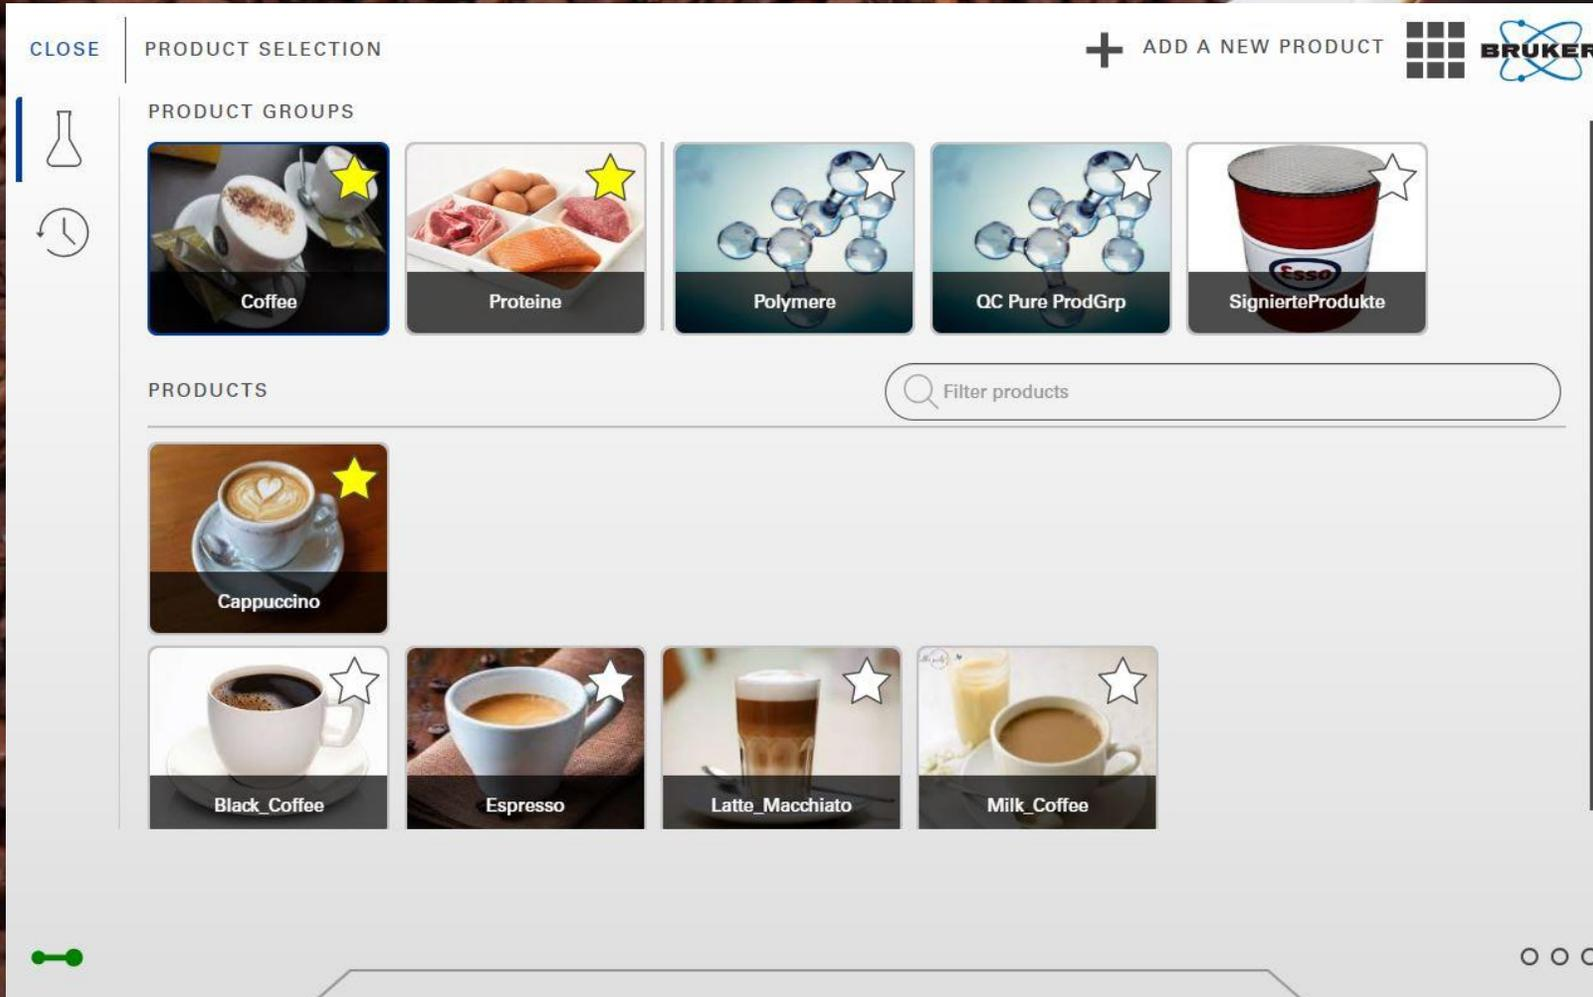 CLOSE
PRODUCT SELECTION
ADD A NEW PRODUCT
BRUKER
PRODUCT GROUPS
Coffee
Proteine
Polymere
QC Pure ProdGrp
Esso
SignierteProdukte
PRODUCTS
Filter products
Cappuccino
Black_Coffee
Espresso
Latte_Macchiato
Milk_Coffee